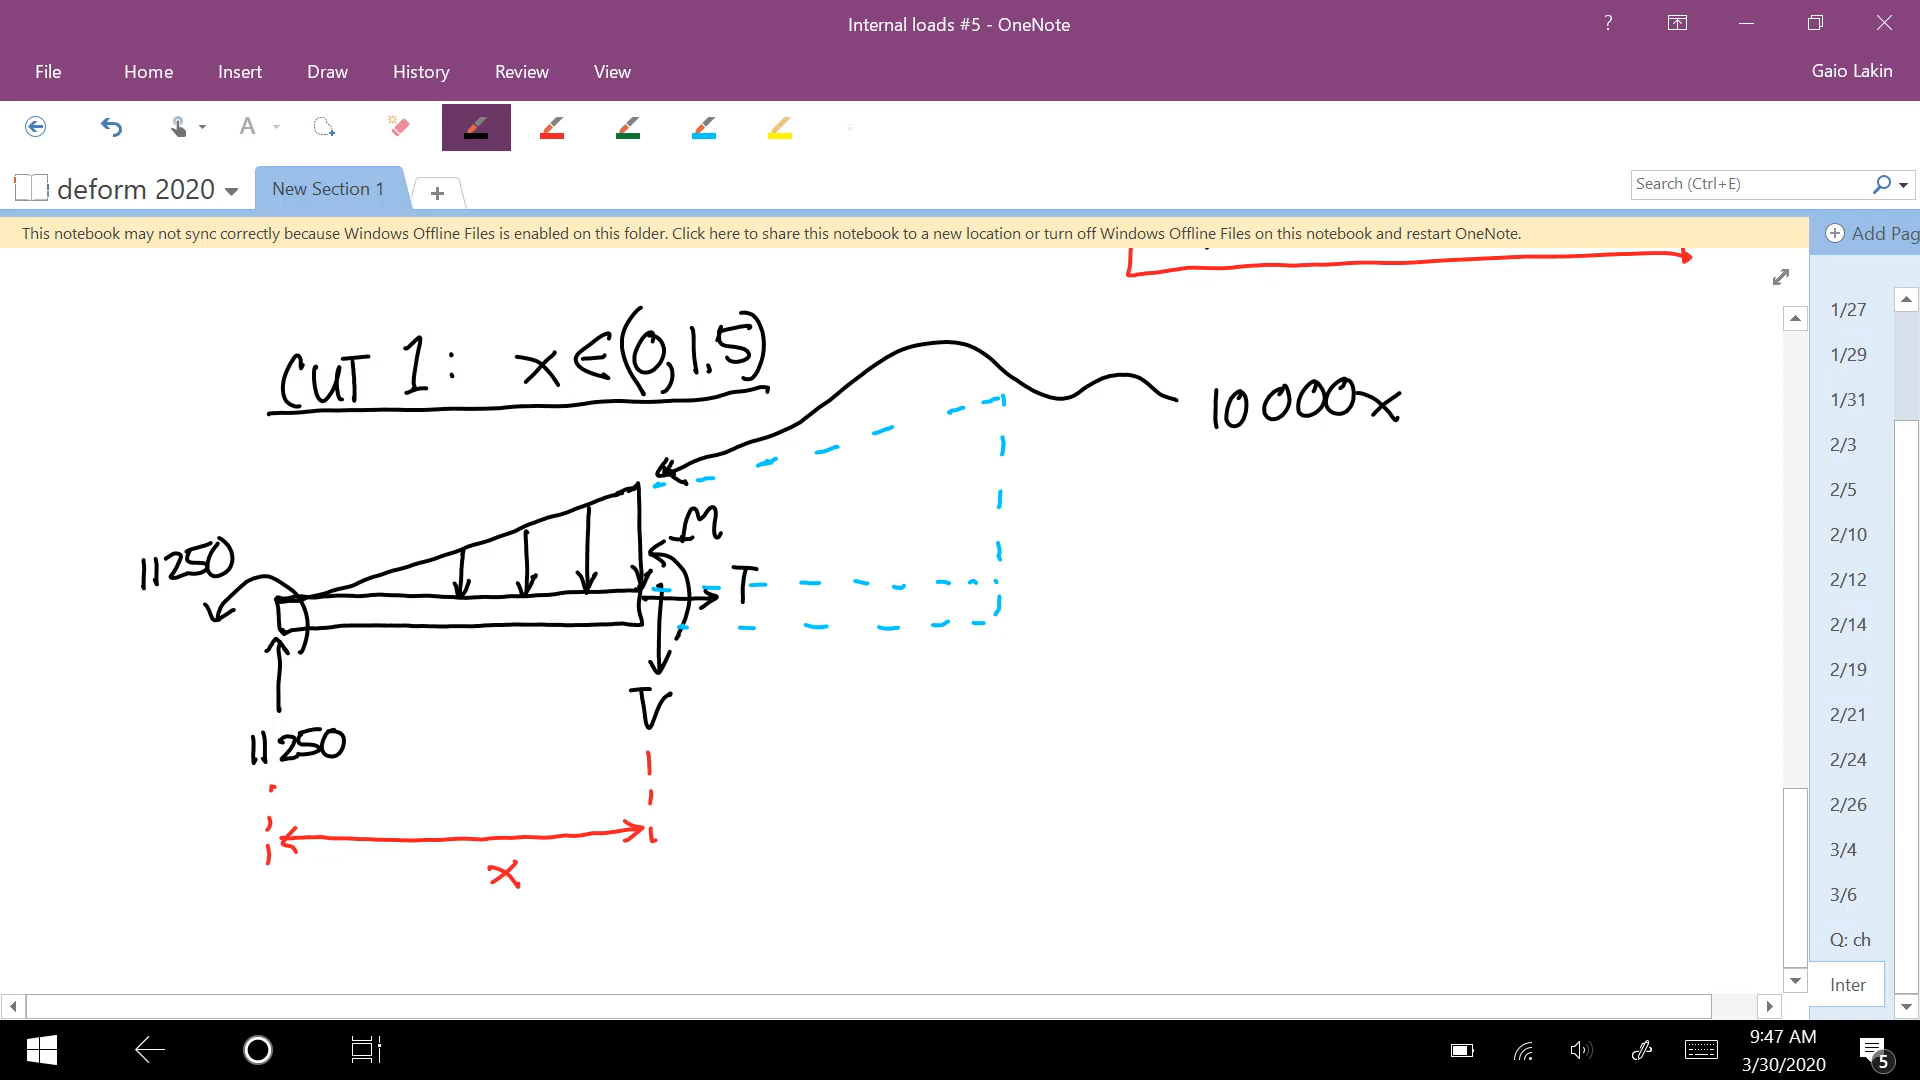 Internal loads #5 - OneNote
?
File Home Insert Draw History Review View
Gaio Lakin
A
deform 2020
New Section 1
+
Search (Ctrl+E)
This notebook may not sync correctly because Windows Offline Files is enabled on this folder. Click here to share this notebook to a new location or turn off Windows Offline Files on this notebook and restart OneNote.
Add Pag
CUT 1: x∈(0,1.5)
10000x
M
11250
T
V
11250
x
1/27
1/29
1/31
2/3
2/5
2/10
2/12
2/14
2/19
2/21
2/24
2/26
3/4
3/6
Q: ch
Inter
9:47 AM
3/30/2020
5